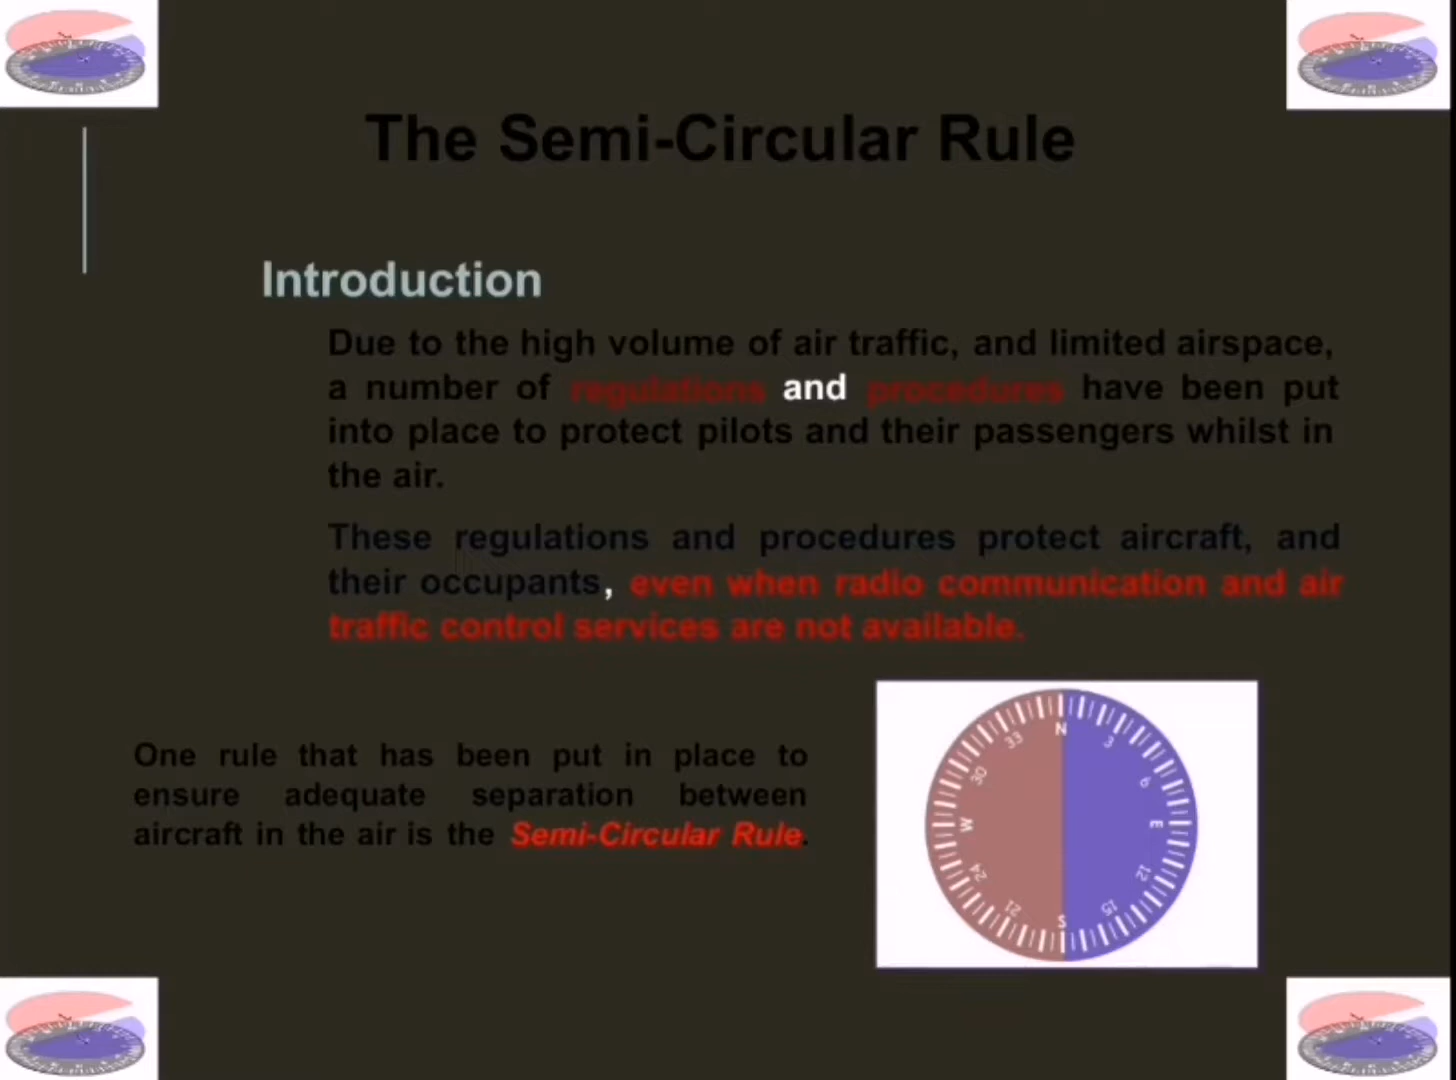 The Semi-Circular Rule
Introduction
Due to the high volume of air traffic, and limited airspace,
a number of regulations and procedures have been put
into place to protect pilots and their passengers whilst in
the air.
These regulations and procedures protect aircraft, and
their occupants, even when radio communication and air
traffic control services are not available.
One rule that has been put in place to
ensure adequate separation between
aircraft in the air is the Semi-Circular Rule.
N
33 3
30 6
W E
24 12
21 15
S